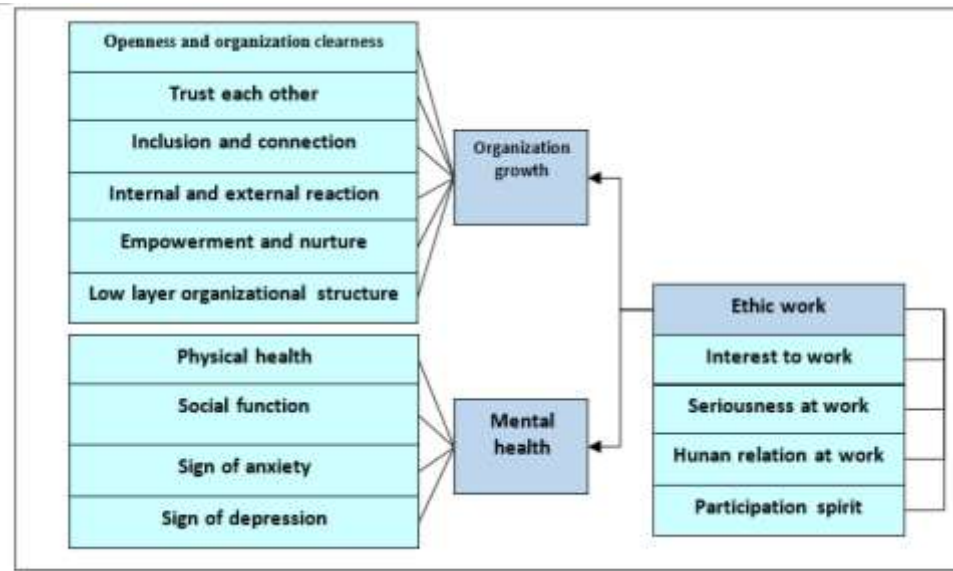 Openness and organization clearness
Trust each other
Inclusion and connection
Internal and external reaction
Empowerment and nurture
Low layer organizational structure
Organization
growth
Physical health
Social function
Sign of anxiety
Sign of depression
Mental
health
Ethic work
Interest to work
Seriousness at work
Hunan relation at work
Participation spirit